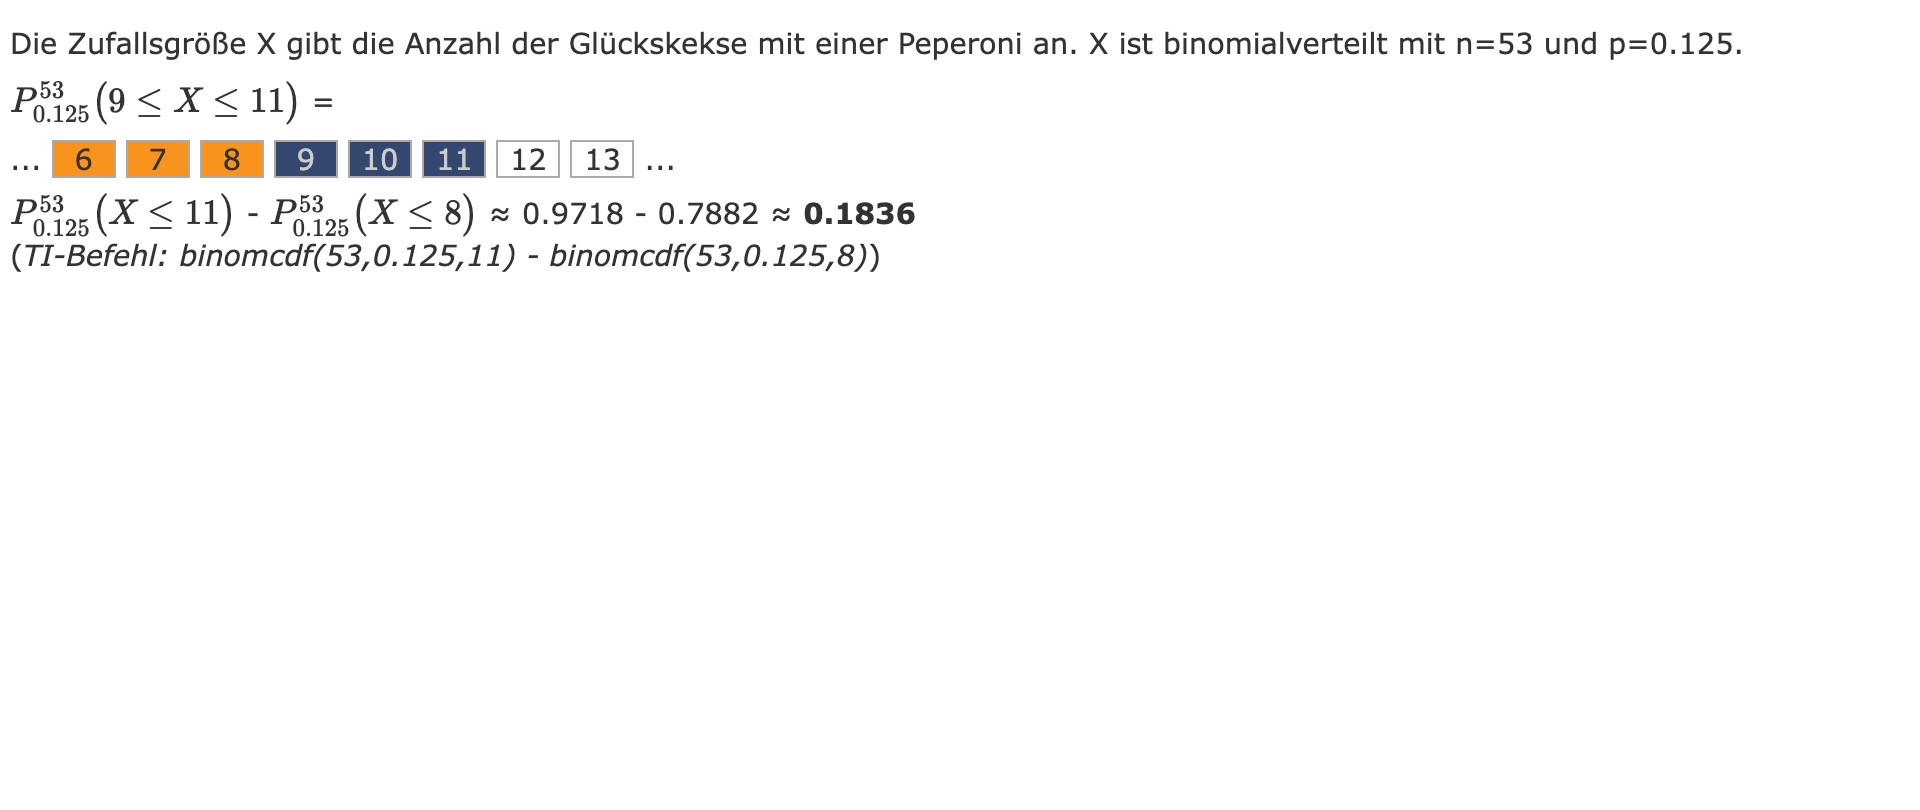 Die Zufallsgröße X gibt die Anzahl der Glückskekse mit einer Peperoni an. X ist binomialverteilt mit n=53 und p=0.125.
$P_{0.125}^{53}(9 \leq X \leq 11)$ =
... 6 7 8 9 10 11 12 13 ...
$P_{0.125}^{53}(X \leq 11)$ - $P_{0.125}^{53}(X \leq 8)$ ≈ 0.9718 - 0.7882 ≈ 0.1836
(TI-Befehl: binomcdf(53,0.125,11) - binomcdf(53,0.125,8))